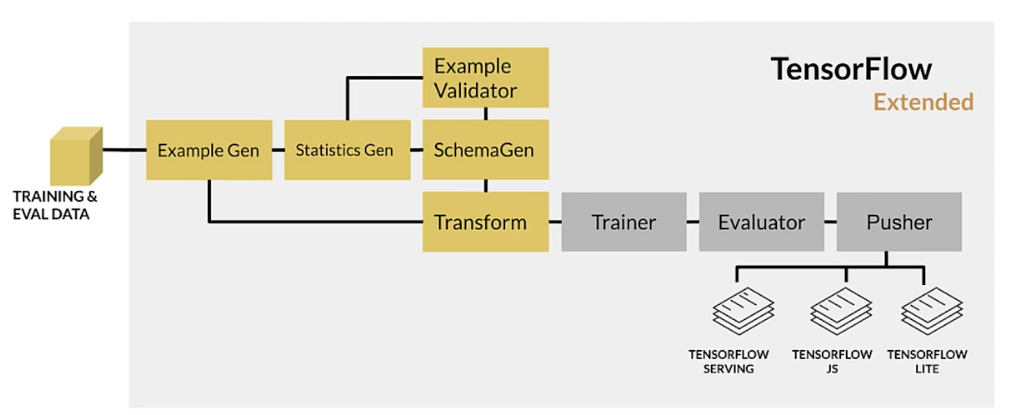 TensorFlow
Extended
TRAINING &
EVAL DATA
Example Gen
Statistics Gen
Example
Validator
SchemaGen
Transform
Trainer
Evaluator
Pusher
TENSORFLOW
SERVING
TENSORFLOW
JS
TENSORFLOW
LITE